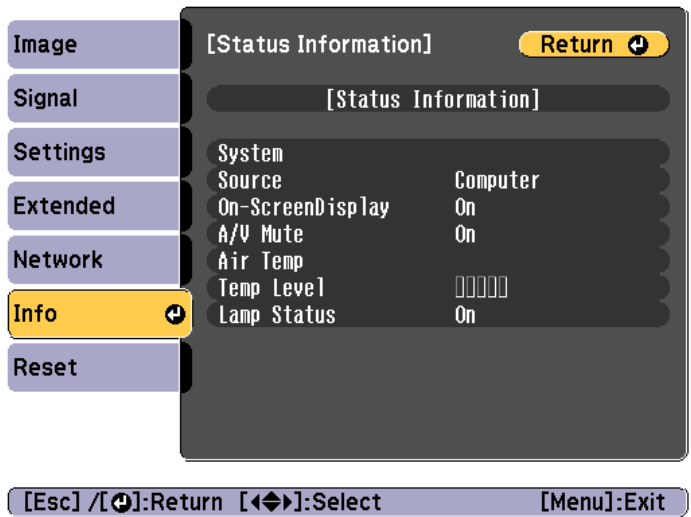 Image
Signal
Settings
Extended
Network
Info
Reset
[Status Information]
Return
[Status Information]
System
Source Computer
On-ScreenDisplay On
A/V Mute On
Air Temp
Temp Level
Lamp Status On
[Esc] /[ ]:Return [ ]:Select [Menu]:Exit